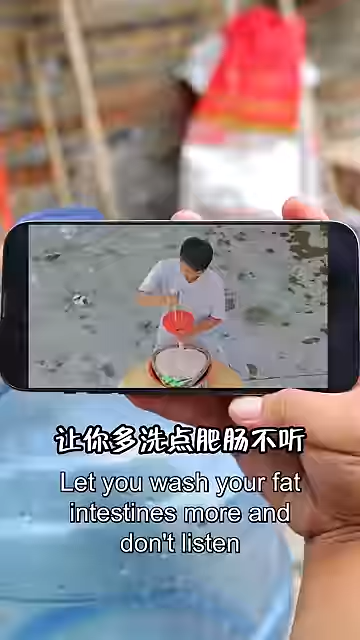 让你多洗点肥肠不听
Let you wash your fat
intestines more and
don't listen